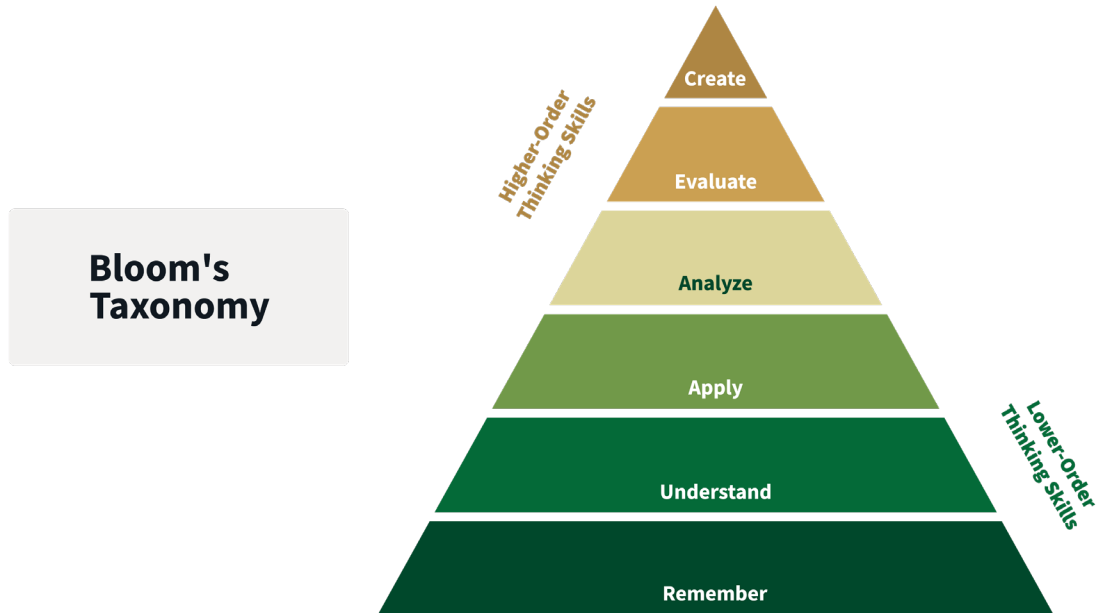 Bloom's
Taxonomy
Higher-Order
Thinking Skills
Create
Evaluate
Analyze
Apply
Understand
Remember
Lower-Order
Thinking Skills